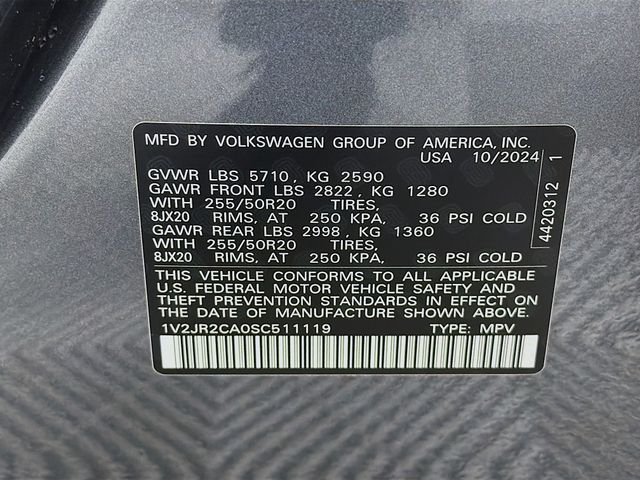 MFD BY VOLKSWAGEN GROUP OF AMERICA, INC.
USA 10/2024
GVWR LBS 5710, KG 2590
GAWR FRONT LBS 2822, KG 1280
WITH 255/50R20 TIRES,
8JX20 RIMS, AT 250 KPA, 36 PSI COLD
GAWR REAR LBS 2998, KG 1360
WITH 255/50R20 TIRES,
8JX20 RIMS, AT 250 KPA, 36 PSI COLD
THIS VEHICLE CONFORMS TO ALL APPLICABLE
U.S. FEDERAL MOTOR VEHICLE SAFETY AND
THEFT PREVENTION STANDARDS IN EFFECT ON
THE DATE OF MANUFACTURE SHOWN ABOVE.
1V2JR2CA0SC511119 TYPE: MPV
4420312 1